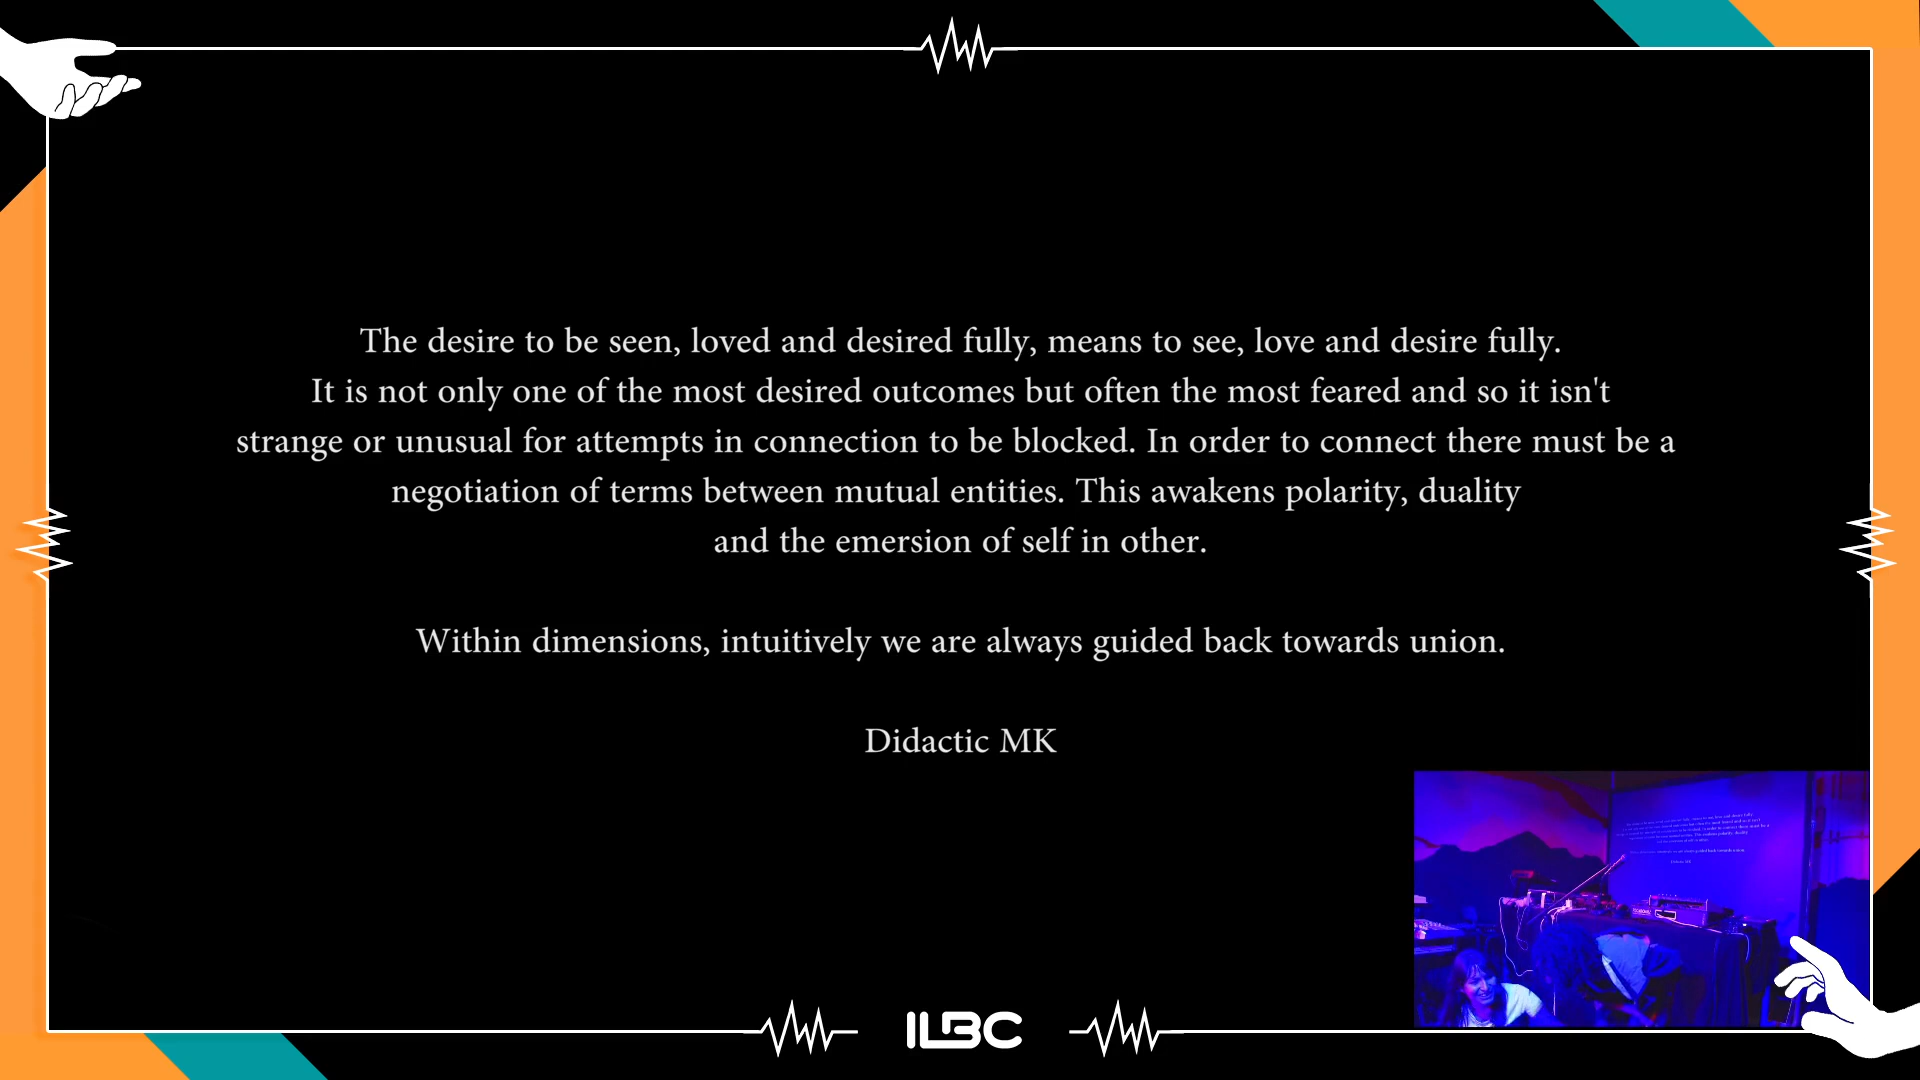 The desire to be seen, loved and desired fully, means to see, love and desire fully.
It is not only one of the most desired outcomes but often the most feared and so it isn't
strange or unusual for attempts in connection to be blocked. In order to connect there must be a
negotiation of terms between mutual entities. This awakens polarity, duality
and the emersion of self in other.
Within dimensions, intuitively we are always guided back towards union.
Didactic MK
ILBC